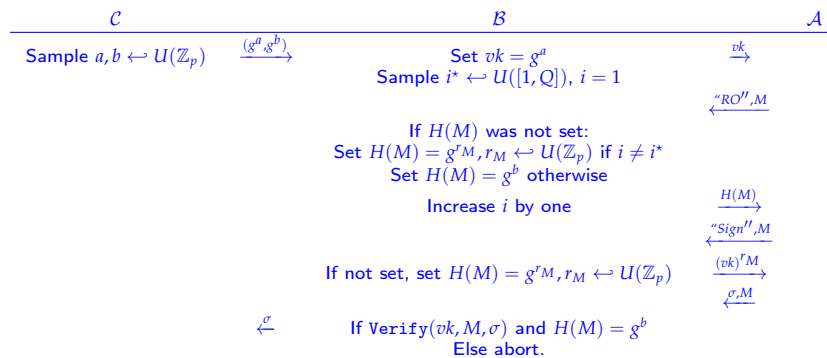 𝒞 ℬ 𝒜
Sample a, b ↩ U(ℤ_p) (g^a, g^b) Set vk = g^a vk
Sample i^⋆ ↩ U([1, Q]), i = 1
"RO", M
If H(M) was not set:
Set H(M) = g^{r_M}, r_M ↩ U(ℤ_p) if i ≠ i^⋆
Set H(M) = g^b otherwise
Increase i by one H(M)
"Sign", M
If not set, set H(M) = g^{r_M}, r_M ↩ U(ℤ_p) (vk)^{r_M}
σ, M
σ If Verify(vk, M, σ) and H(M) = g^b
Else abort.